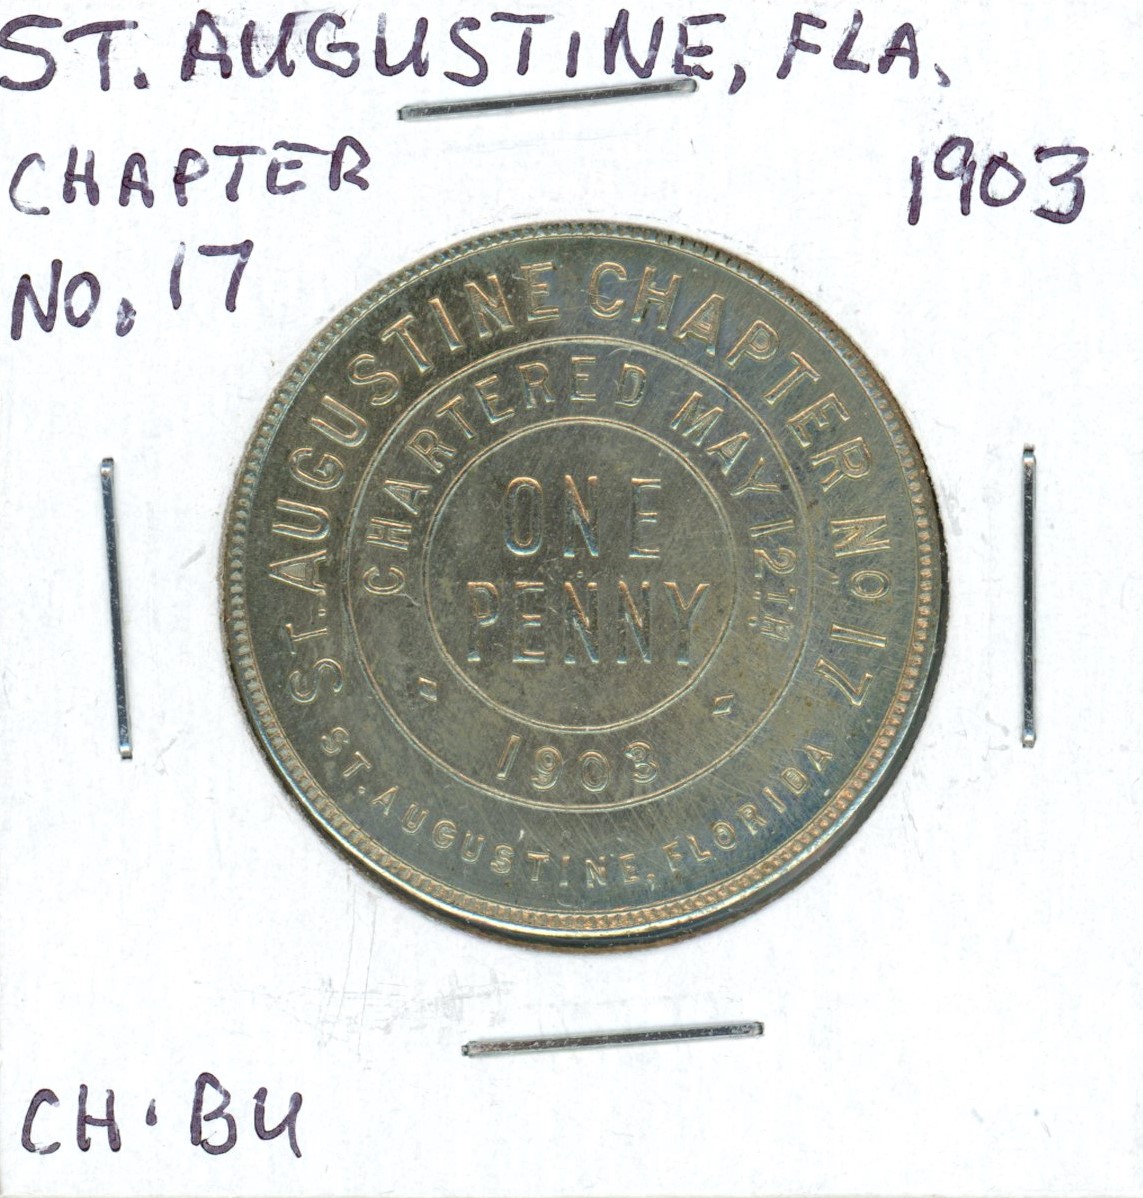 ST. AUGUSTINE, FLA.
CHAPTER
1903
NO. 17
ST. AUGUSTINE CHAPTER NO 17
CHARTERED MAY 12TH
ONE
PENNY
1903
ST. AUGUSTINE, FLORIDA
CH. BU